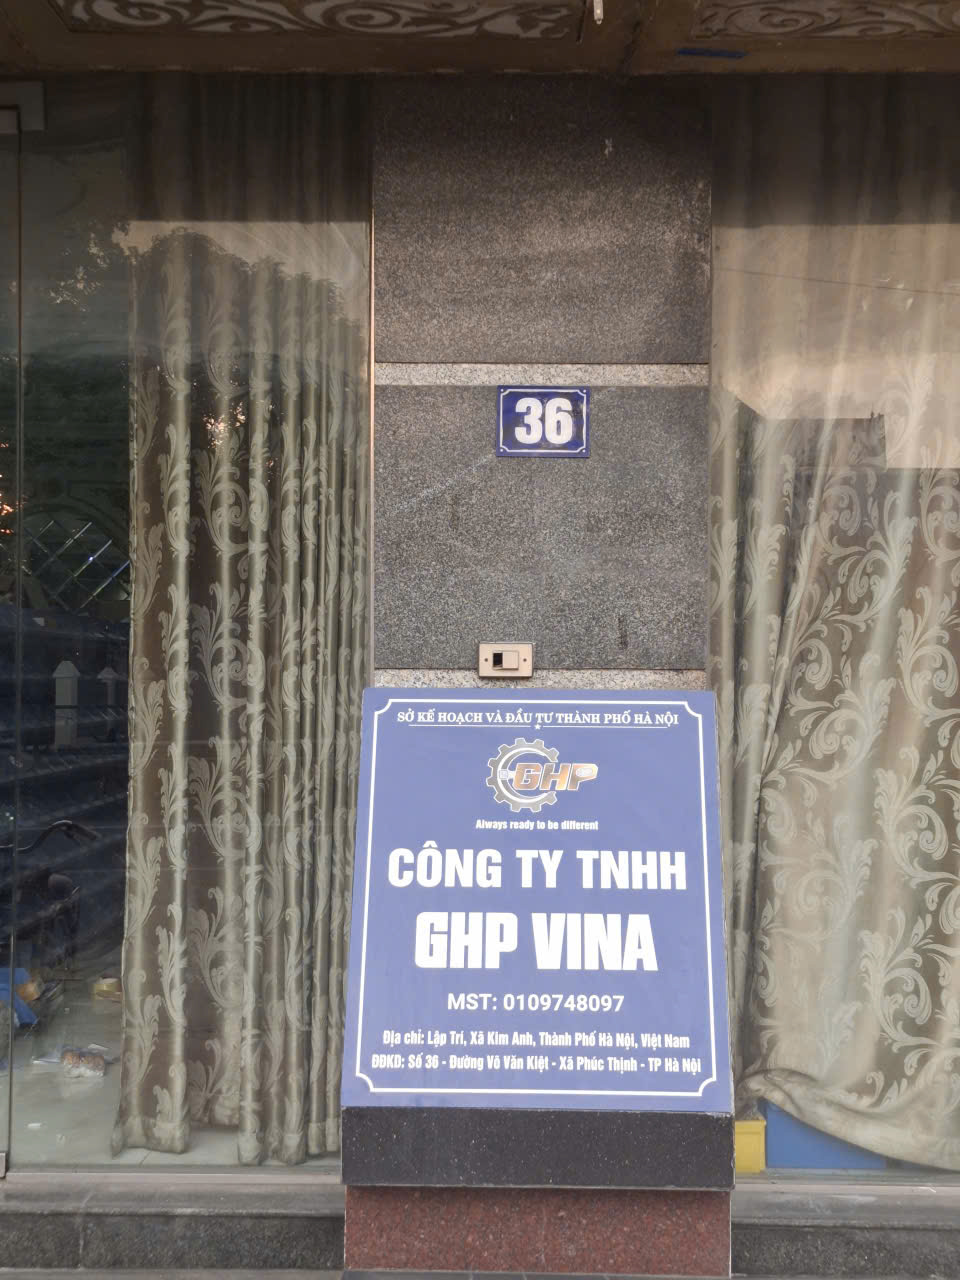 36
SỞ KẾ HOẠCH VÀ ĐẦU TƯ THÀNH PHỐ HÀ NỘI
GHP
Always ready to be different
CÔNG TY TNHH
GHP VINA
MST: 0109748097
Địa chỉ: Lập Trí, Xã Kim Anh, Thành Phố Hà Nội, Việt Nam
ĐĐKD: Số 36 - Đường Võ Văn Kiệt - Xã Phúc Thịnh - TP Hà Nội